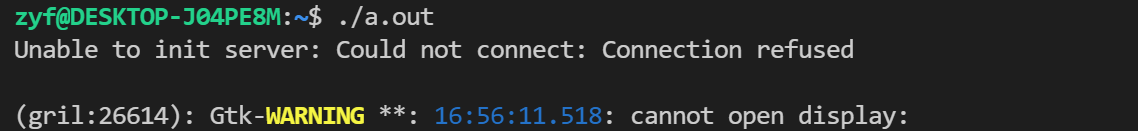 zyf@DESKTOP-J04PE8M:~$ ./a.out
Unable to init server: Could not connect: Connection refused
(gril:26614): Gtk-WARNING **: 16:56:11.518: cannot open display: